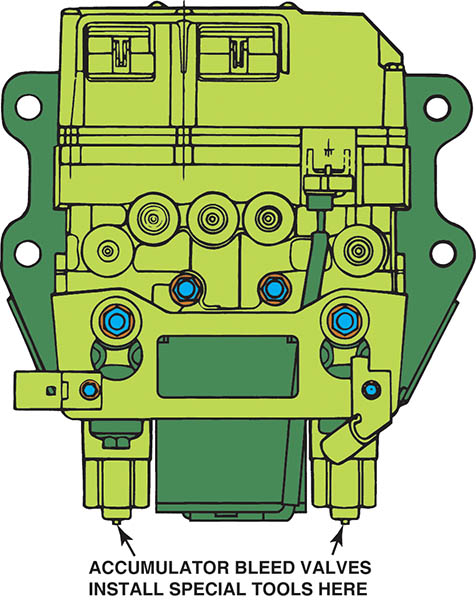 ACCUMULATOR BLEED VALVES
INSTALL SPECIAL TOOLS HERE